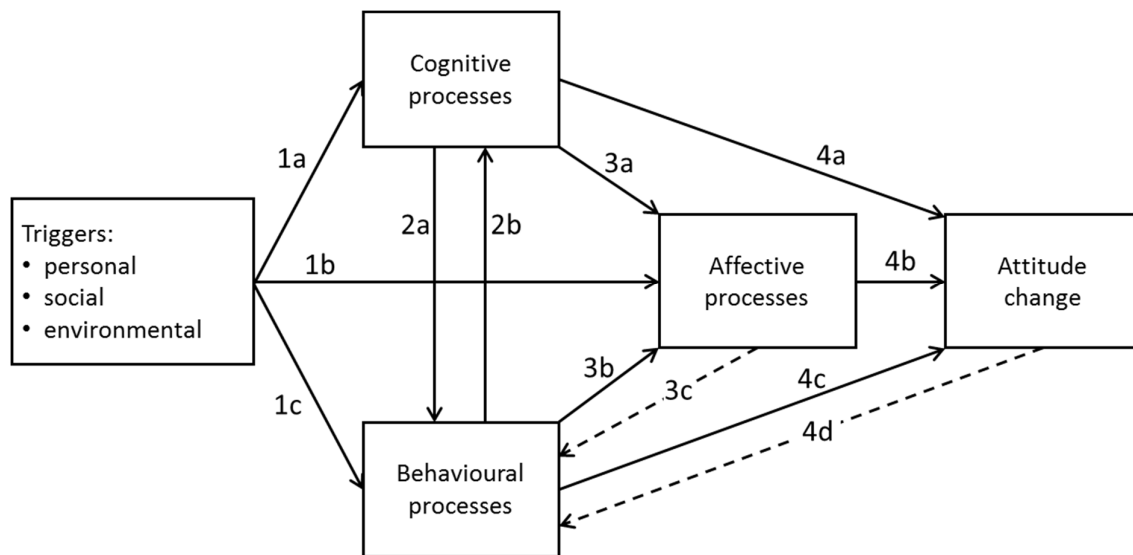 Cognitive
processes
1a
3a
4a
Triggers:
• personal
• social
• environmental
2a
2b
1b
Affective
processes
4b
Attitude
change
1c
3b
3c
4c
4d
Behavioural
processes